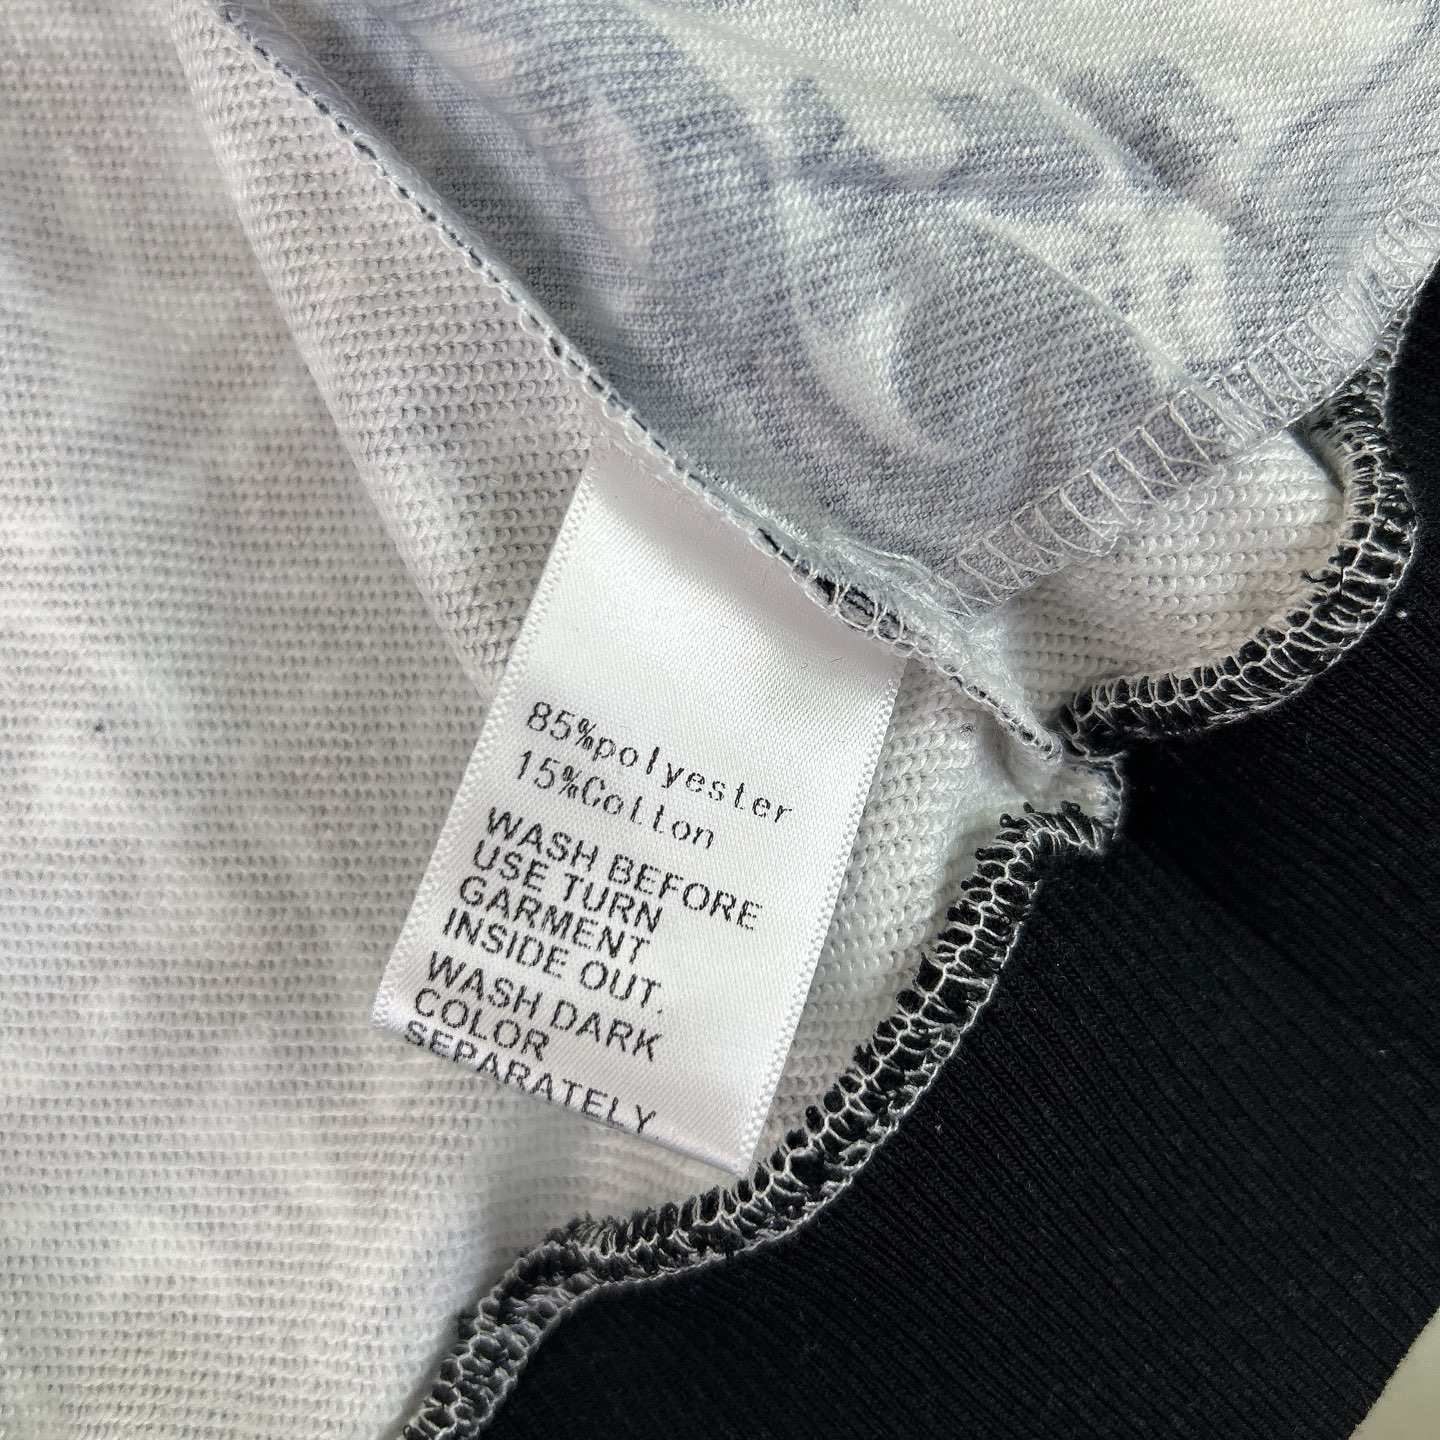 85%polyester
15%Cotton
WASH BEFORE
USE TURN
GARMENT
INSIDE OUT.
WASH DARK
COLOR
SEPARATELY